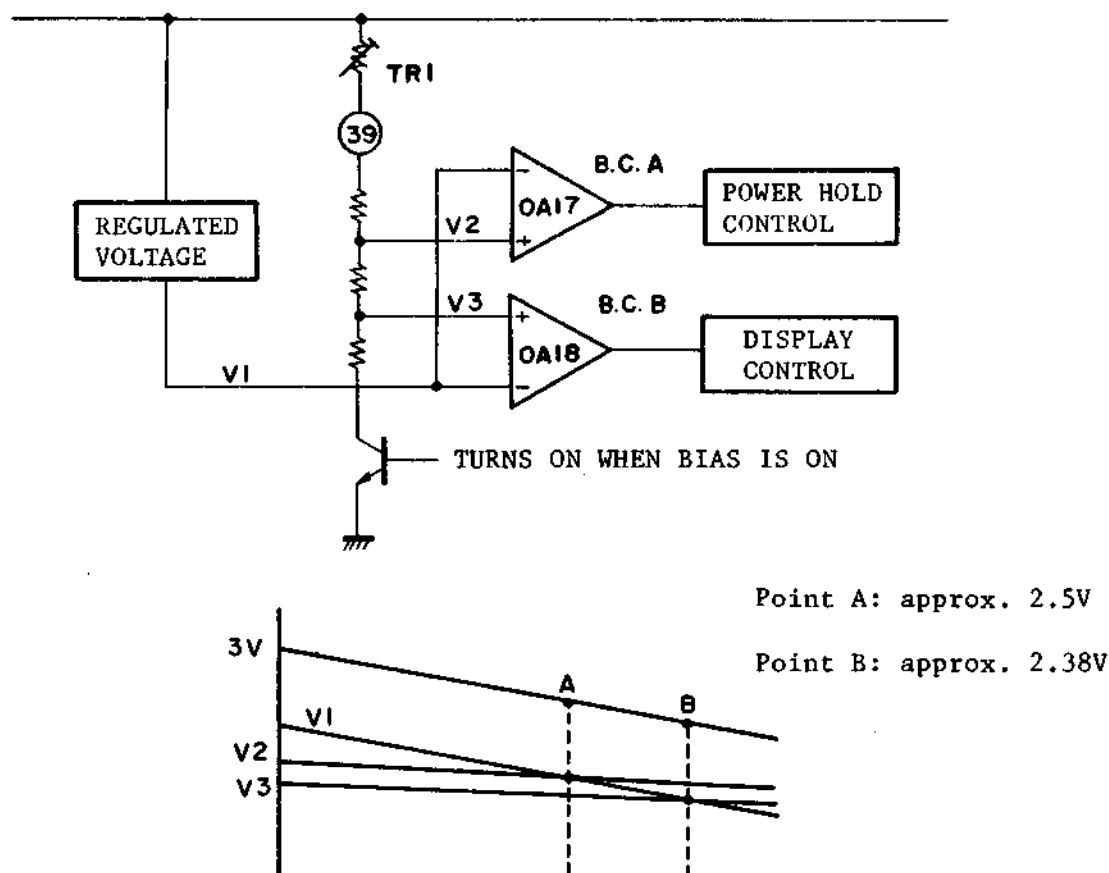 TR1
39
B.C. A
POWER HOLD
CONTROL
OA17
REGULATED
VOLTAGE
V2
V3
B.C. B
DISPLAY
CONTROL
OA18
V1
TURNS ON WHEN BIAS IS ON
Point A: approx. 2.5V
Point B: approx. 2.38V
3V
A
B
V1
V2
V3